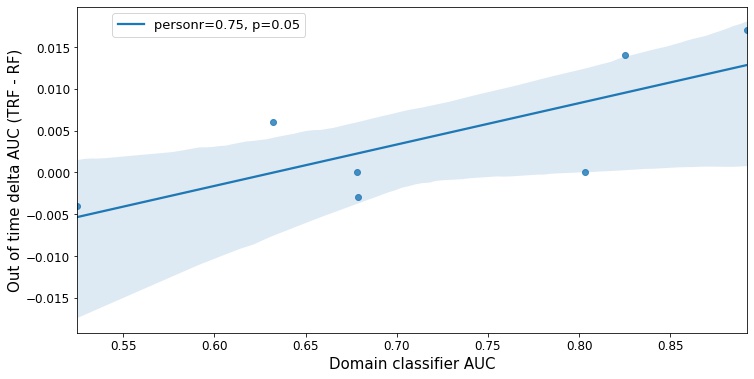 personr=0.75, p=0.05
Out of time delta AUC (TRF - RF)
0.015
0.010
0.005
0.000
−0.005
−0.010
−0.015
0.55 0.60 0.65 0.70 0.75 0.80 0.85
Domain classifier AUC